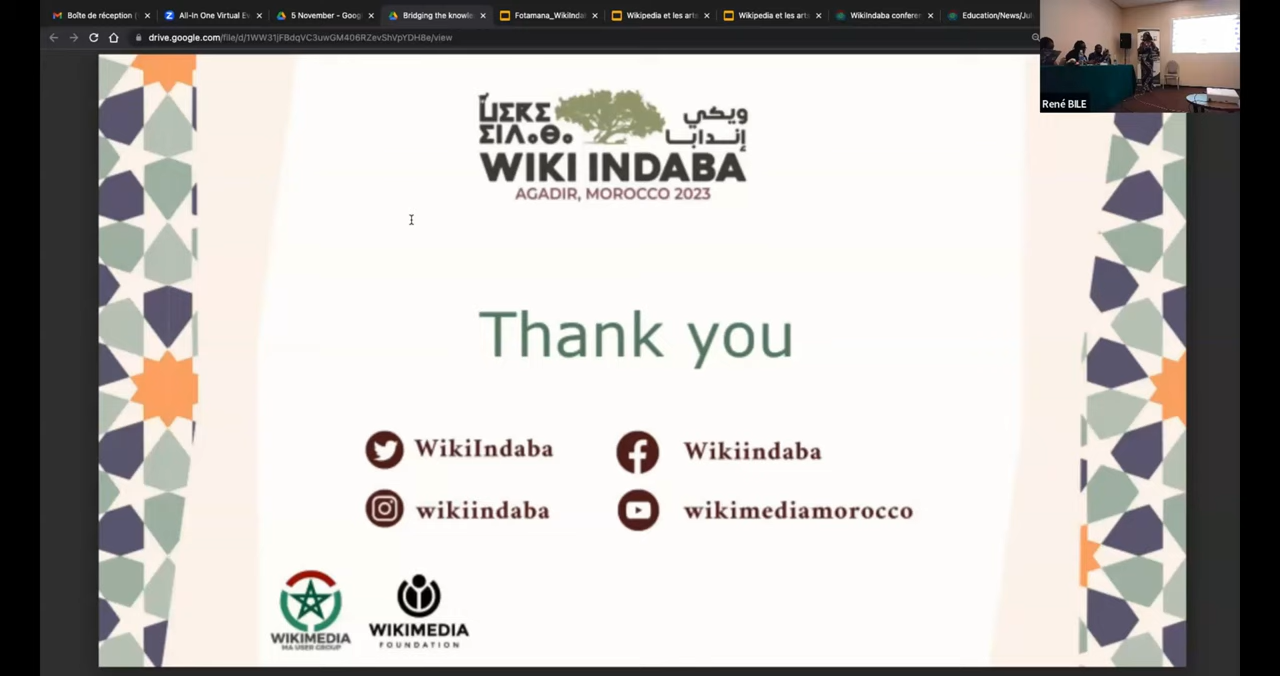 Boîte de réception (
All-In One Virtual Ev
5 November - Goog
Bridging the knowle
Fotamana_WikiInda
Wikipedia et les arts
Wikipedia et les arts
WikiIndaba conferen
Education/News/Jul
drive.google.com/file/d/1WW31jFBdqVC3uwGM406RZevShVpYDH8e/view
René BILE
ⵡⵉⴽⵉ
ⵉⵏⴷⴰⴱⴰ
ويكي
إندابا
WIKI INDABA
AGADIR, MOROCCO 2023
Thank you
WikiIndaba
Wikiindaba
wikiindaba
wikimediamorocco
WIKIMEDIA
MA USER GROUP
WIKIMEDIA
FOUNDATION